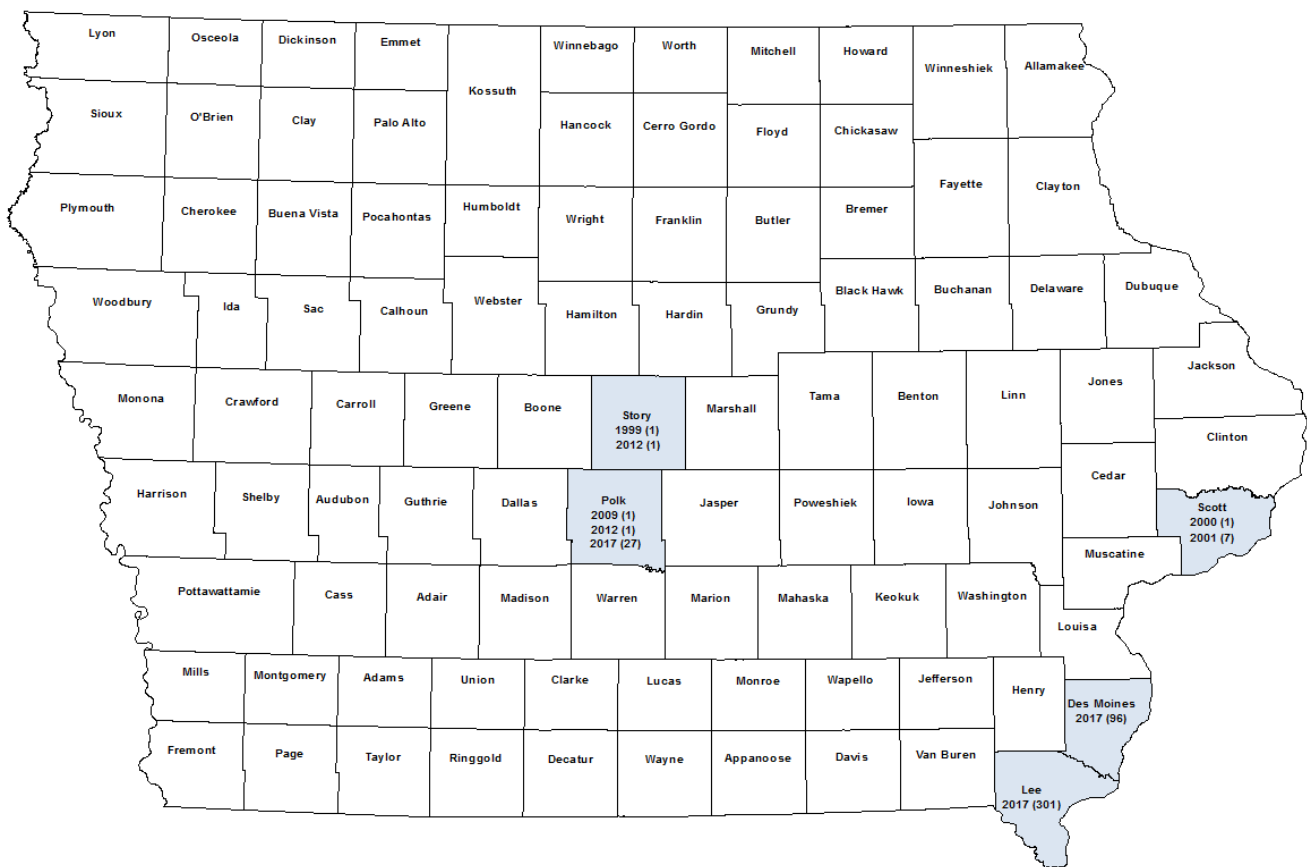 Lyon
Osceola
Dickinson
Emmet
Kossuth
Winnebago
Worth
Mitchell
Howard
Winneshiek
Allamakee
Sioux
O'Brien
Clay
Palo Alto
Hancock
Cerro Gordo
Floyd
Chickasaw
Fayette
Clayton
Plymouth
Cherokee
Buena Vista
Pocahontas
Humboldt
Wright
Franklin
Butler
Bremer
Woodbury
Ida
Sac
Calhoun
Webster
Hamilton
Hardin
Grundy
Black Hawk
Buchanan
Delaware
Dubuque
Monona
Crawford
Carroll
Greene
Boone
Story
1999 (1)
2012 (1)
Marshall
Tama
Benton
Linn
Jones
Jackson
Clinton
Cedar
Harrison
Shelby
Audubon
Guthrie
Dallas
Polk
2009 (1)
2012 (1)
2017 (27)
Jasper
Poweshiek
Iowa
Johnson
Scott
2000 (1)
2001 (7)
Muscatine
Pottawattamie
Cass
Adair
Madison
Warren
Marion
Mahaska
Keokuk
Washington
Louisa
Mills
Montgomery
Adams
Union
Clarke
Lucas
Monroe
Wapello
Jefferson
Henry
Des Moines
2017 (96)
Fremont
Page
Taylor
Ringgold
Decatur
Wayne
Appanoose
Davis
Van Buren
Lee
2017 (301)